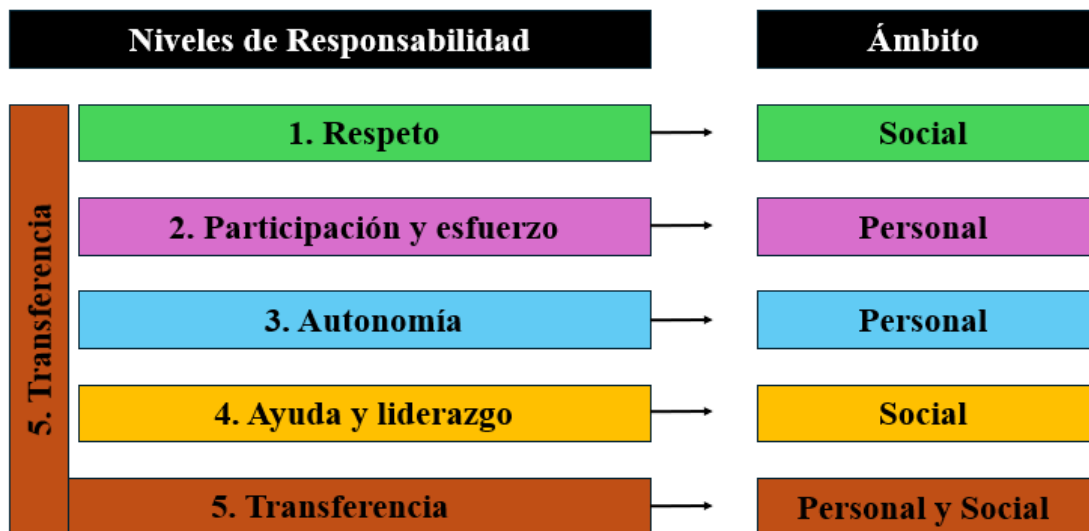 Niveles de Responsabilidad
Ámbito
1. Respeto
Social
2. Participación y esfuerzo
Personal
3. Autonomía
Personal
4. Ayuda y liderazgo
Social
5. Transferencia
5. Transferencia
Personal y Social